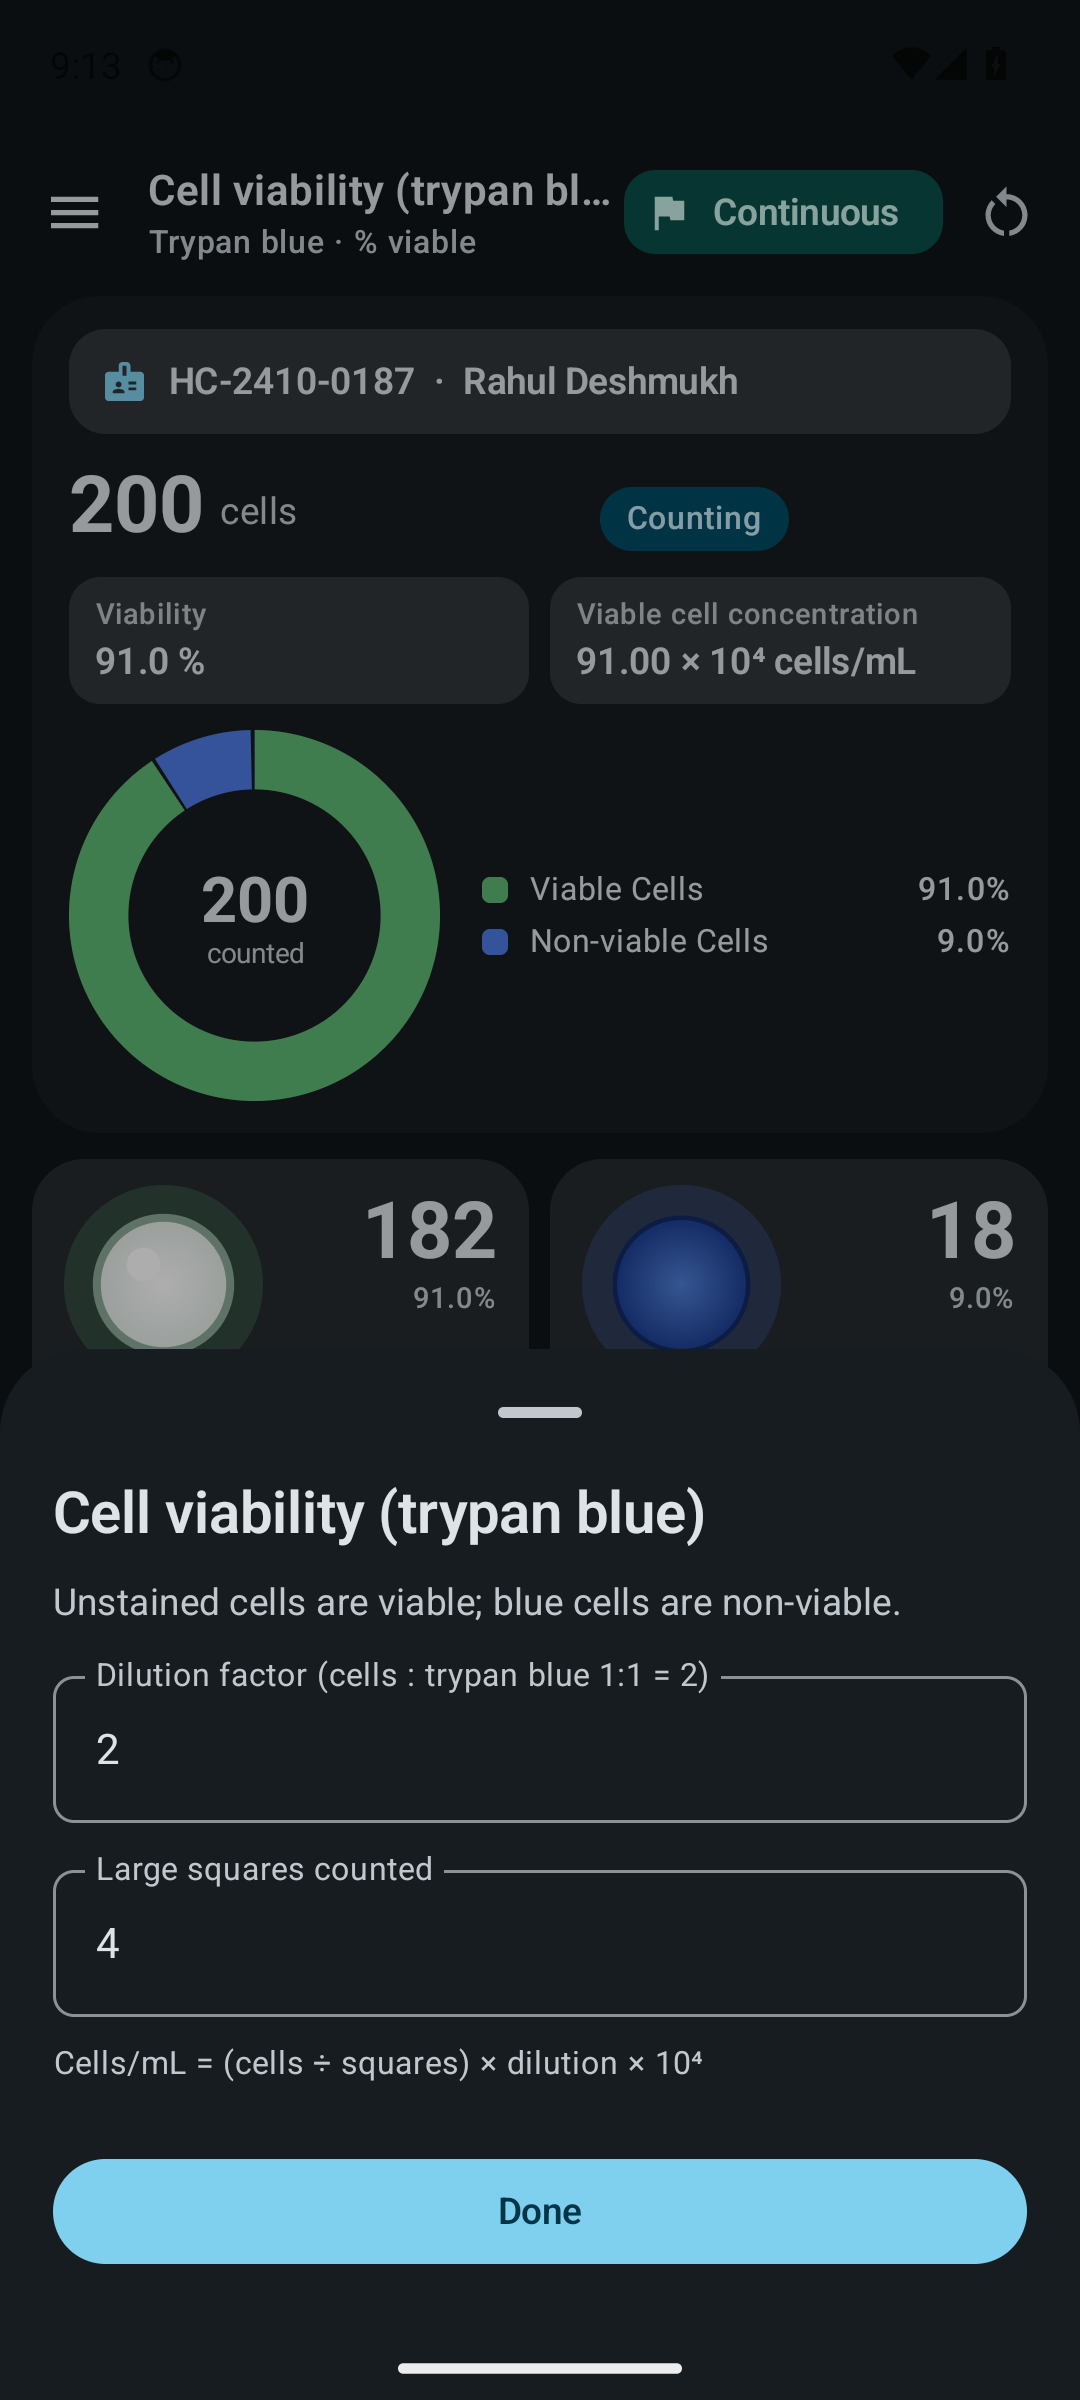 9:13
Cell viability (trypan bl...
Trypan blue · % viable
Continuous
HC-2410-0187 · Rahul Deshmukh
200 cells
Counting
Viability
91.0 %
Viable cell concentration
91.00 × 10⁴ cells/mL
200
counted
Viable Cells 91.0%
Non-viable Cells 9.0%
182
91.0%
18
9.0%
Cell viability (trypan blue)
Unstained cells are viable; blue cells are non-viable.
Dilution factor (cells : trypan blue 1:1 = 2)
2
Large squares counted
4
Cells/mL = (cells ÷ squares) × dilution × 10⁴
Done